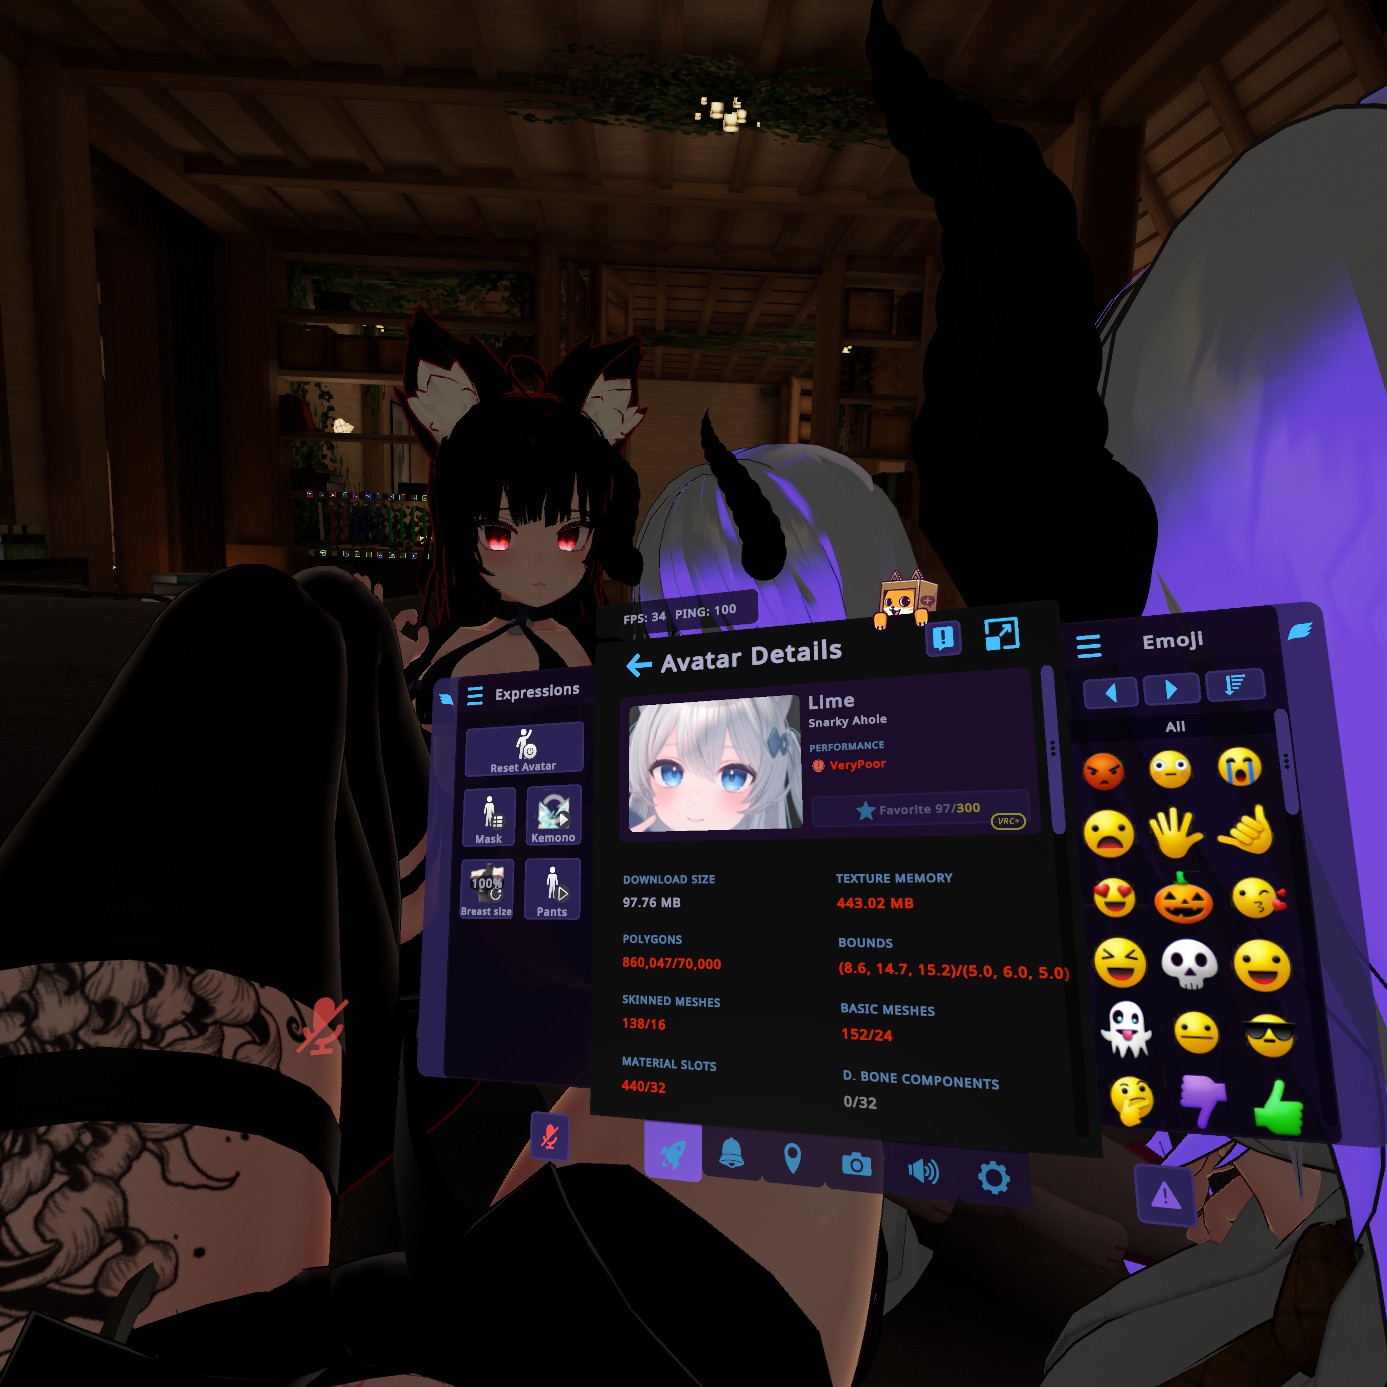 FPS: 34 PING: 100
Avatar Details
Lime
Snarky Ahole
PERFORMANCE
VeryPoor
Favorite 97/300
VRC+
DOWNLOAD SIZE
97.76 MB
TEXTURE MEMORY
443.02 MB
POLYGONS
860,047/70,000
BOUNDS
(8.6, 14.7, 15.2)/(5.0, 6.0, 5.0)
SKINNED MESHES
138/16
BASIC MESHES
152/24
MATERIAL SLOTS
440/32
D. BONE COMPONENTS
0/32
Expressions
Reset Avatar
Mask
Kemono
100%
Breast size
Pants
Emoji
All